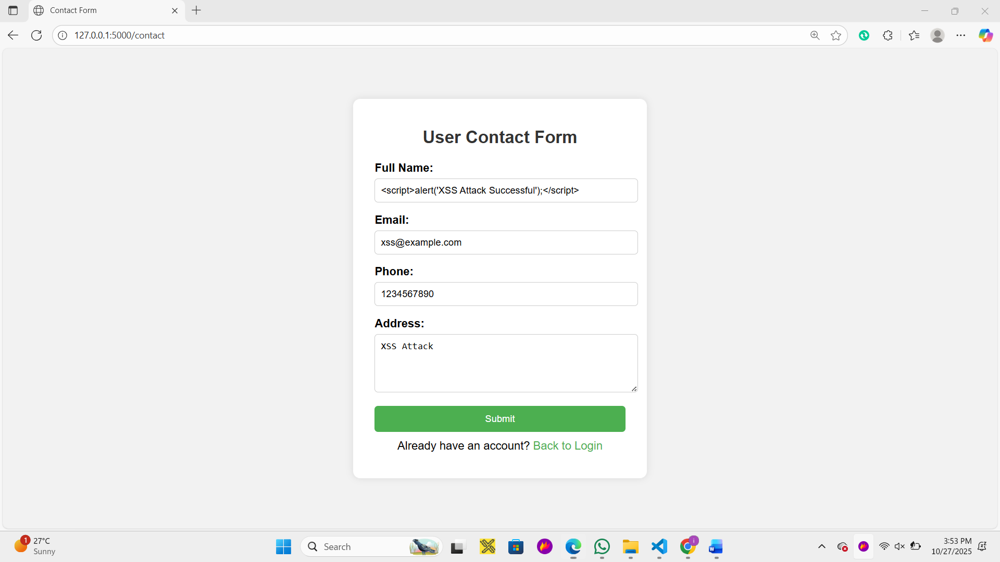 Contact Form
127.0.0.1:5000/contact
User Contact Form
Full Name:
<script>alert('XSS Attack Successful');</script>
Email:
xss@example.com
Phone:
1234567890
Address:
XSS Attack
Submit
Already have an account? Back to Login
1
27°C
Sunny
Search
i
W
3:53 PM
10/27/2025